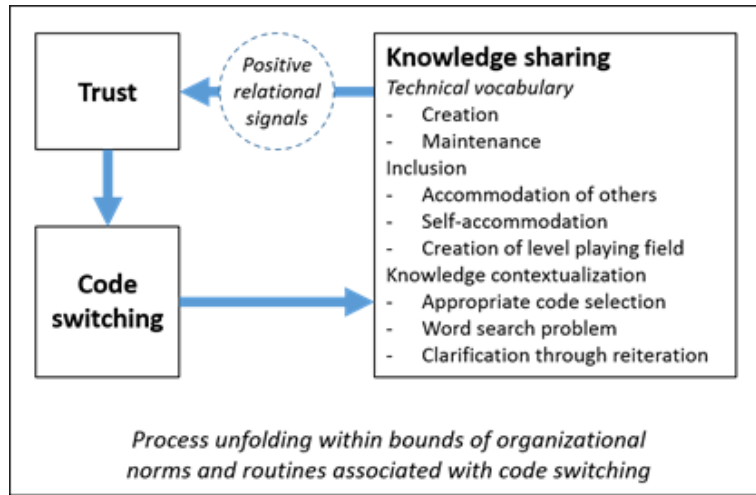 Trust
Positive
relational
signals
Code
switching
Knowledge sharing
Technical vocabulary
- Creation
- Maintenance
Inclusion
- Accommodation of others
- Self-accommodation
- Creation of level playing field
Knowledge contextualization
- Appropriate code selection
- Word search problem
- Clarification through reiteration
Process unfolding within bounds of organizational
norms and routines associated with code switching